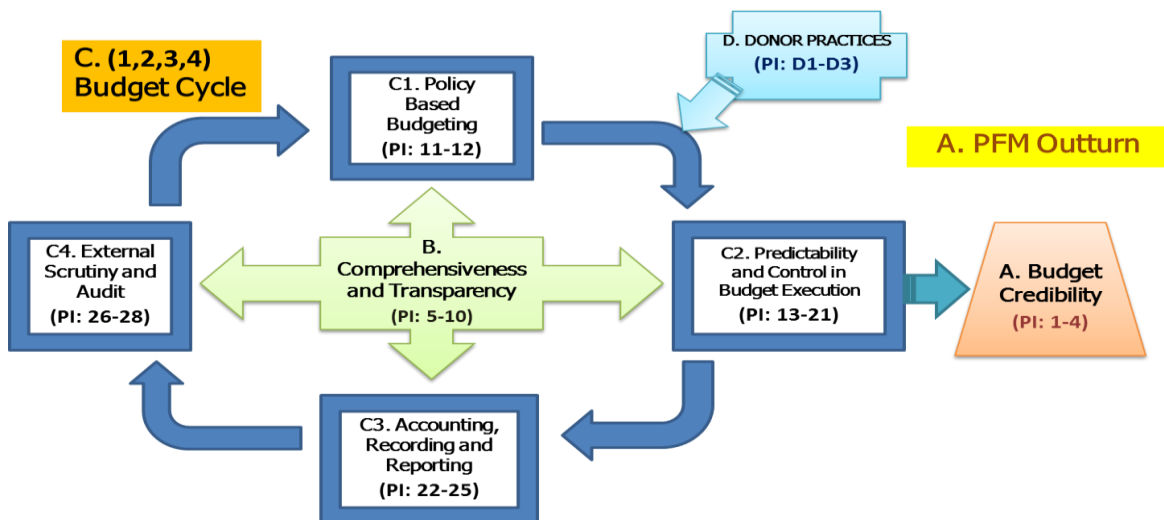 C. (1,2,3,4)
Budget Cycle
C1. Policy
Based
Budgeting
(PI: 11-12)
D. DONOR PRACTICES
(PI: D1-D3)
A. PFM Outturn
C4. External
Scrutiny and
Audit
(PI: 26-28)
B.
Comprehensiveness
and Transparency
(PI: 5-10)
C2. Predictability
and Control in
Budget Execution
(PI: 13-21)
A. Budget
Credibility
(PI: 1-4)
C3. Accounting,
Recording and
Reporting
(PI: 22-25)